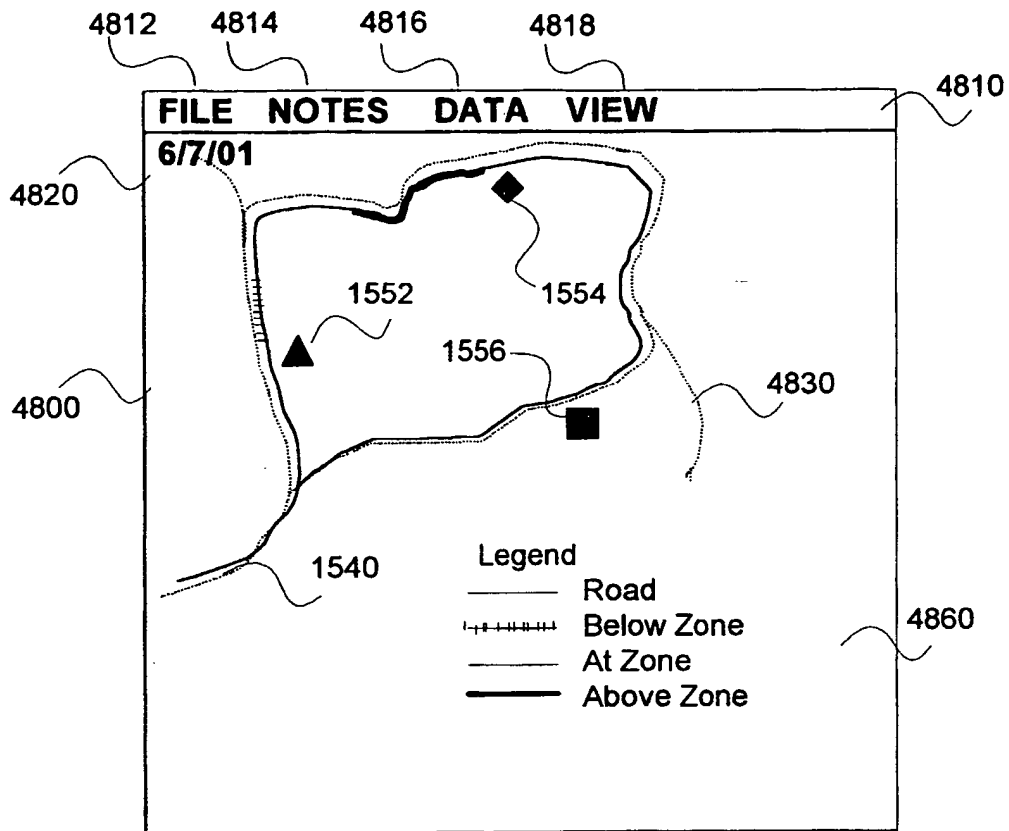 4812 4814 4816 4818
4810
FILE NOTES DATA VIEW
6/7/01
4820
1552
1554
1556
4830
4800
1540
Legend
Road
Below Zone
At Zone
Above Zone
4860